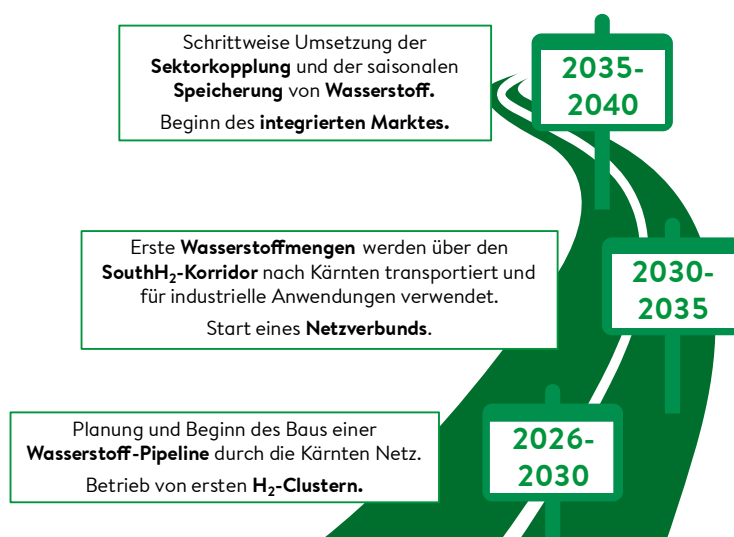 Schrittweise Umsetzung der
Sektorkopplung und der saisonalen
Speicherung von Wasserstoff.
Beginn des integrierten Marktes.
2035-
2040
Erste Wasserstoffmengen werden über den
SouthH₂-Korridor nach Kärnten transportiert und
für industrielle Anwendungen verwendet.
Start eines Netzverbunds.
2030-
2035
Planung und Beginn des Baus einer
Wasserstoff-Pipeline durch die Kärnten Netz.
Betrieb von ersten H₂-Clustern.
2026-
2030